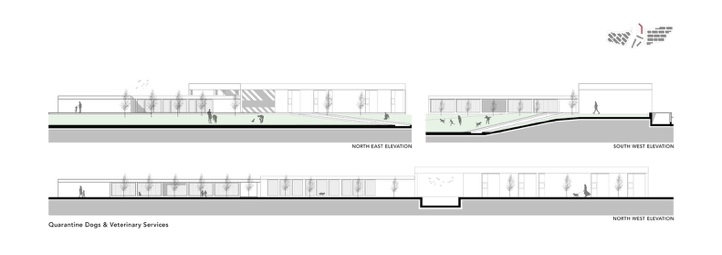 NORTH EAST ELEVATION
SOUTH WEST ELEVATION
Quarantine Dogs & Veterinary Services
NORTH WEST ELEVATION